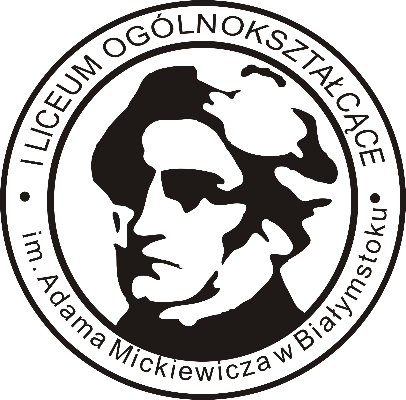 I LICEUM OGÓLNOKSZTAŁCĄCE
im. Adama Mickiewicza w Białymstoku